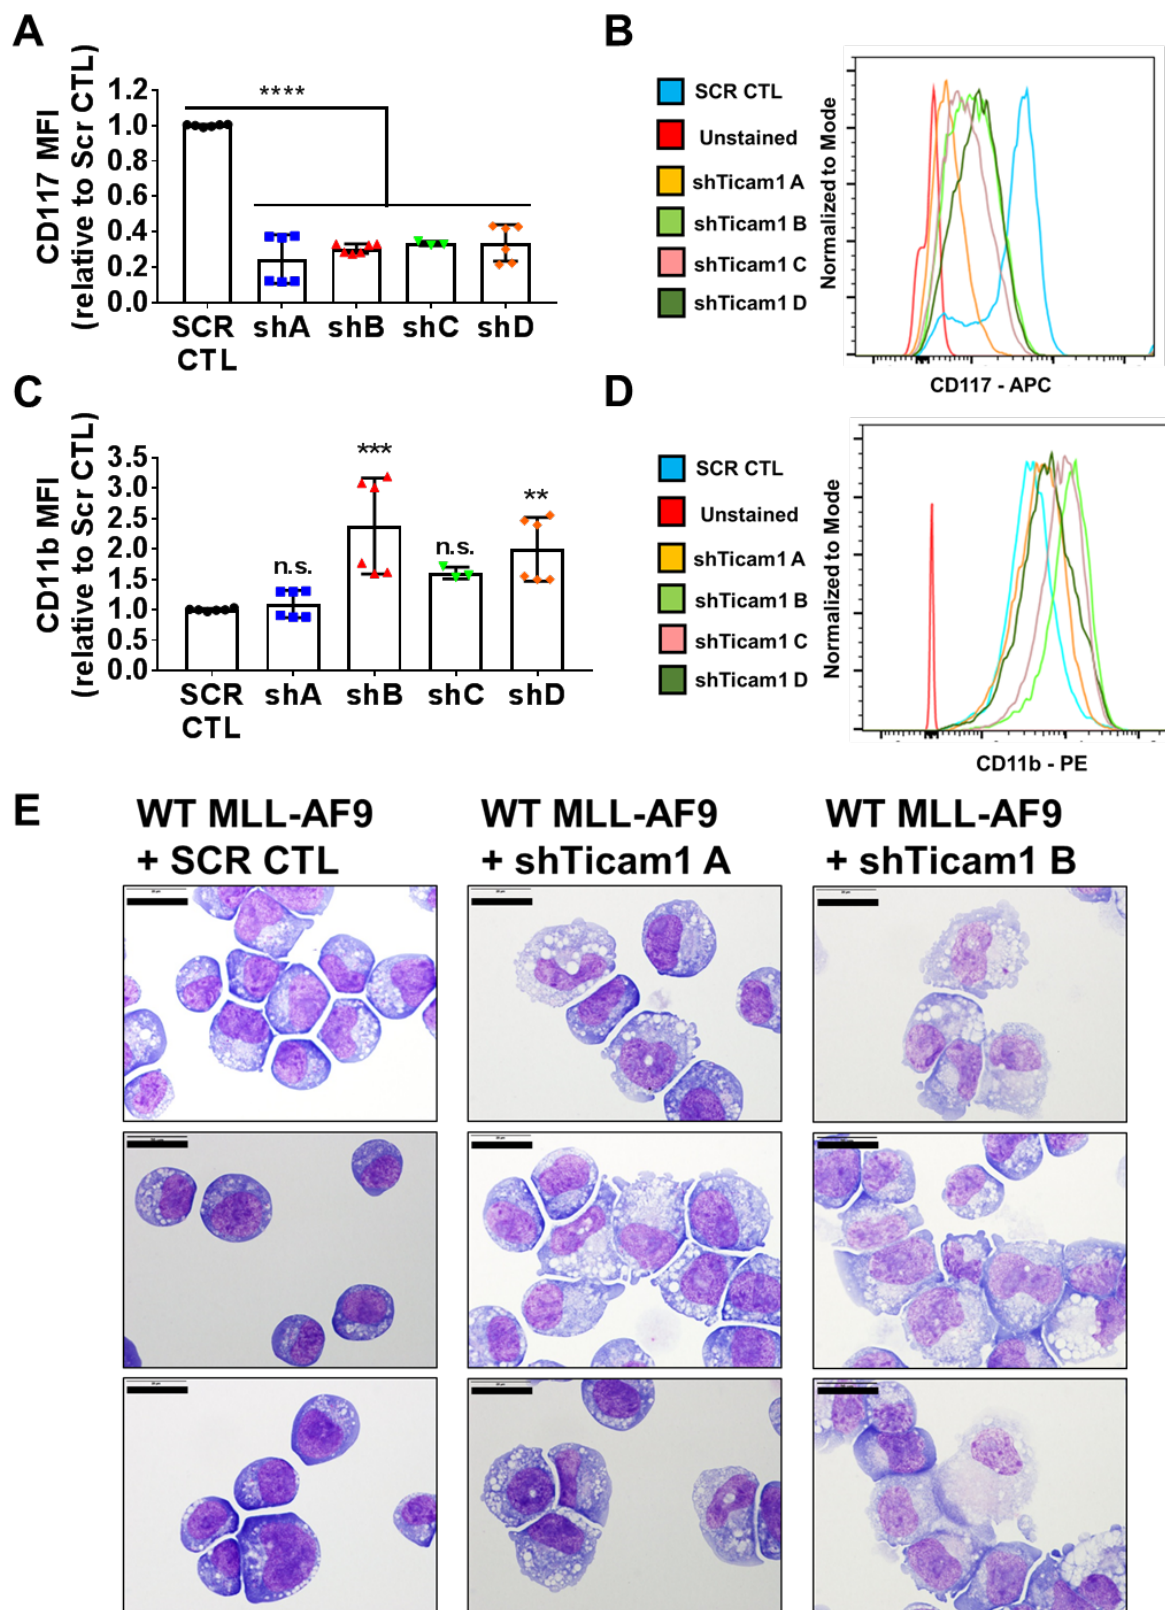 A
CD117 MFI
(relative to Scr CTL)
1.2
1.0
0.8
0.6
0.4
0.2
0.0
****
SCR CTL
shA
shB
shC
shD
B
SCR CTL
Unstained
shTicam1 A
shTicam1 B
shTicam1 C
shTicam1 D
Normalized to Mode
CD117 - APC
C
CD11b MFI
(relative to Scr CTL)
3.5
3.0
2.5
2.0
1.5
1.0
0.5
0.0
n.s.
***
n.s.
**
SCR CTL
shA
shB
shC
shD
D
SCR CTL
Unstained
shTicam1 A
shTicam1 B
shTicam1 C
shTicam1 D
Normalized to Mode
CD11b - PE
E
WT MLL-AF9
+ SCR CTL
WT MLL-AF9
+ shTicam1 A
WT MLL-AF9
+ shTicam1 B